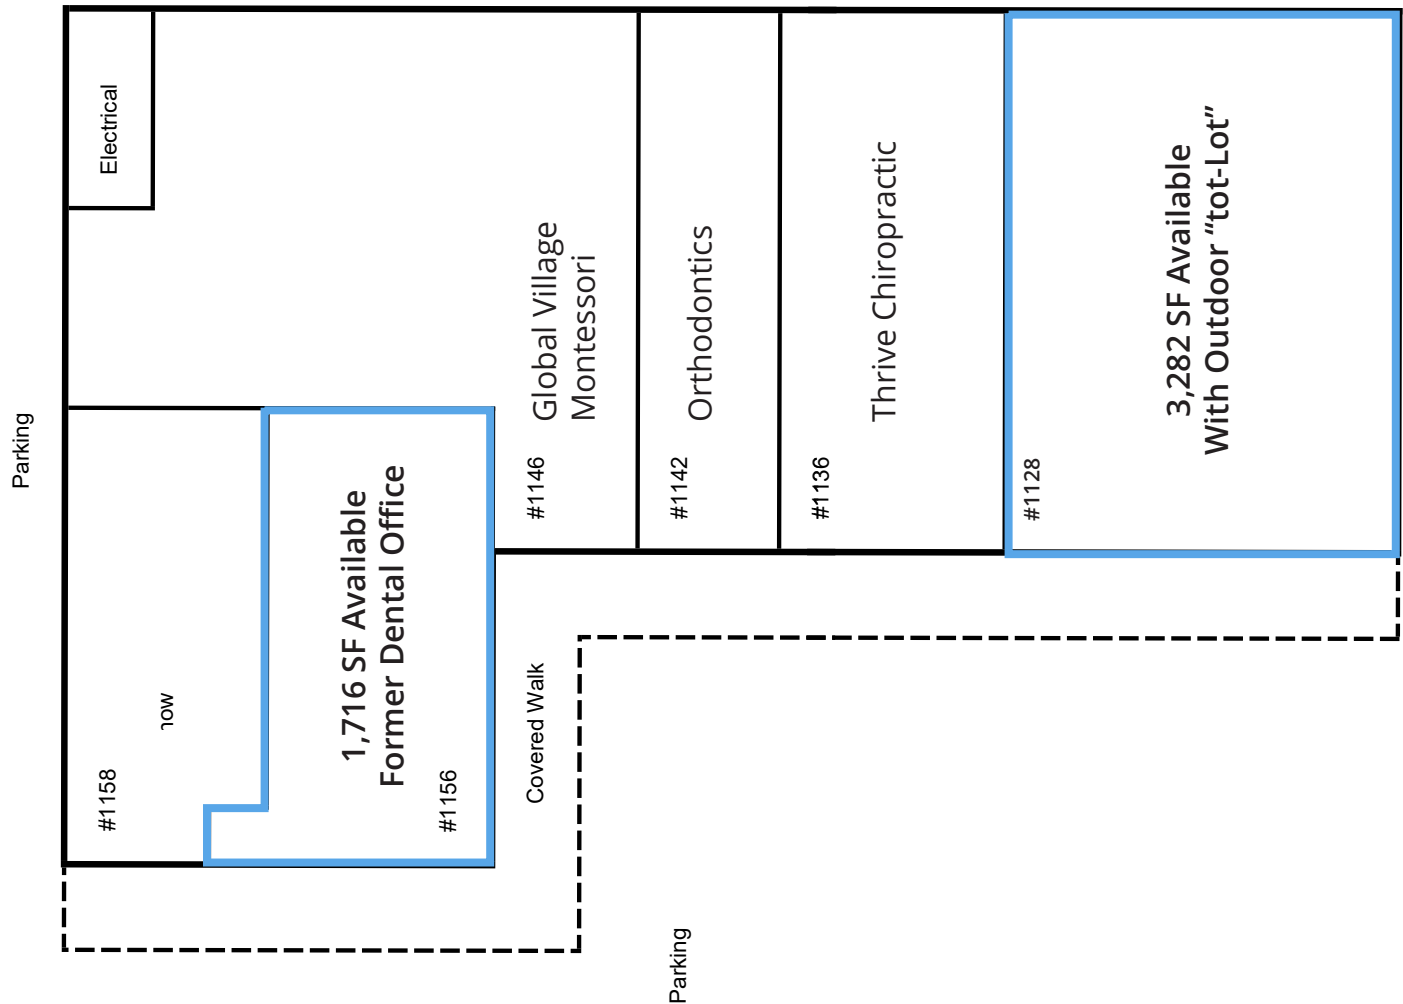 Electrical
Parking
#1158
now
1,716 SF Available
Former Dental Office
#1156
Covered Walk
Global Village
Montessori
#1146
Orthodontics
#1142
Thrive Chiropractic
#1136
3,282 SF Available
With Outdoor “tot-Lot”
#1128
Parking